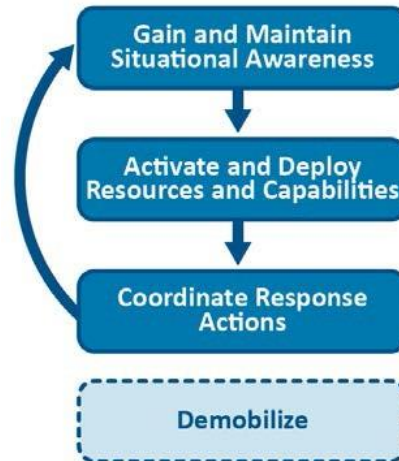 Gain and Maintain
Situational Awareness
Activate and Deploy
Resources and Capabilities
Coordinate Response
Actions
Demobilize